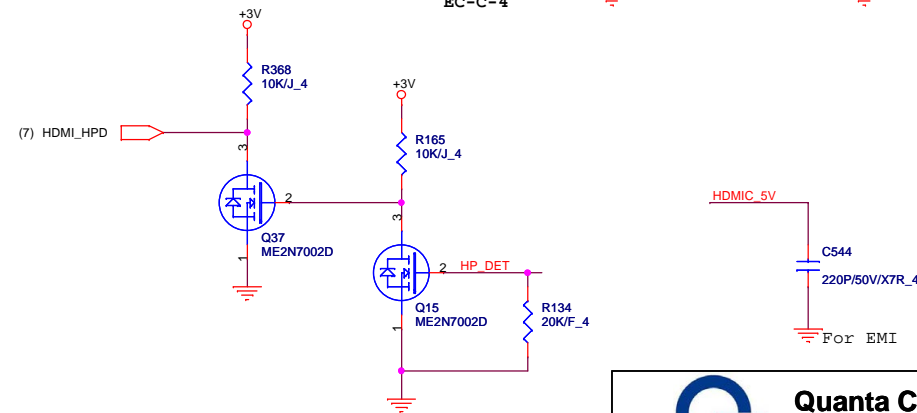 EC-C-4
+3V
R368
10K/J_4
+3V
(7) HDMI_HPD
R165
10K/J_4
3
2
HDMIC_5V
3
Q37
ME2N7002D
1
2 HP_DET
C544
220P/50V/X7R_4
Q15
ME2N7002D
R134
20K/F_4
1
For EMI
Quanta C